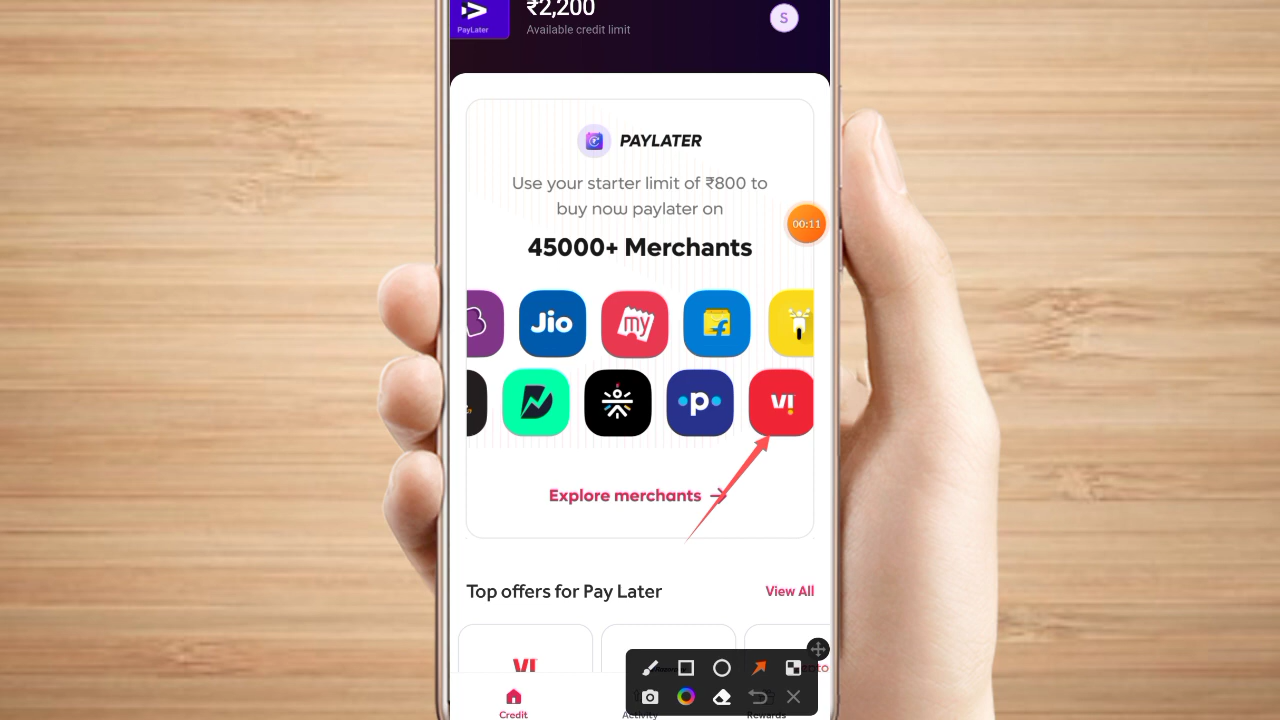 ₹2,200
PayLater
Available credit limit
S
PAYLATER
Use your starter limit of ₹800 to
buy now paylater on
00:11
45000+ Merchants
Jio
my
f
p
VI
Explore merchants →
Top offers for Pay Later
View All
VI
Credit
Activity
Rewards